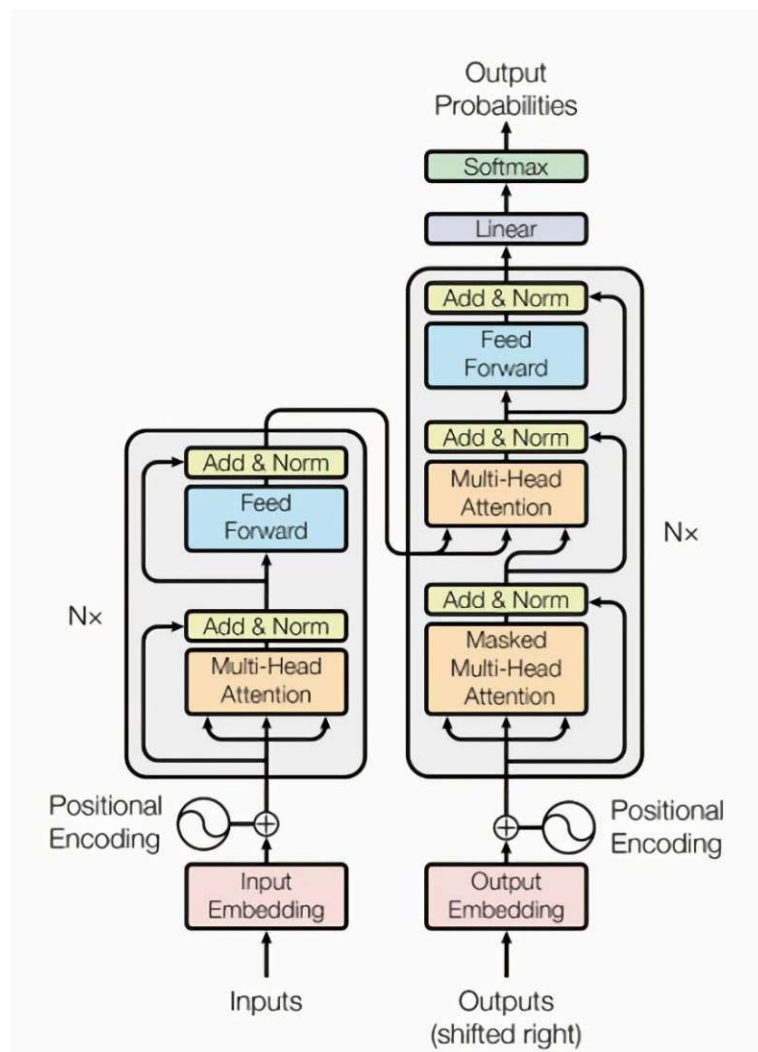 Output
Probabilities
Softmax
Linear
Add & Norm
Feed
Forward
Add & Norm
Multi-Head
Attention
Nx
Add & Norm
Masked
Multi-Head
Attention
Add & Norm
Feed
Forward
Nx
Add & Norm
Multi-Head
Attention
Positional
Encoding
Positional
Encoding
Input
Embedding
Output
Embedding
Inputs
Outputs
(shifted right)